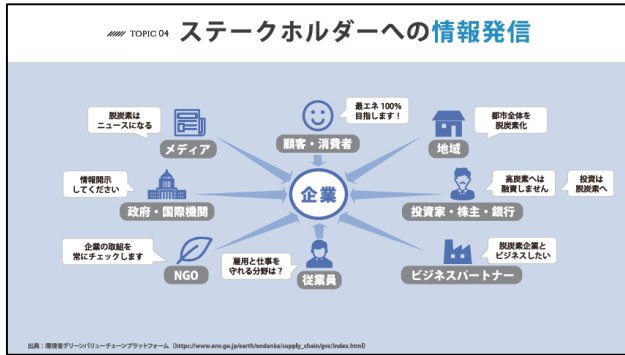 TOPIC 04 ステークホルダーへの情報発信
脱炭素は
ニュースになる
メディア
最エネ100%
目指します！
顧客・消費者
都市全体を
脱炭素化
地域
情報開示
してください
政府・国際機関
企業
高炭素へは
融資しません
投資は
脱炭素へ
投資家・株主・銀行
企業の取組を
常にチェックします
NGO
雇用と仕事を
守れる分野は？
従業員
脱炭素企業と
ビジネスしたい
ビジネスパートナー
出典：環境省グリーンバリューチェーンプラットフォーム（https://www.env.go.jp/earth/ondanka/supply_chain/gvc/index.html）